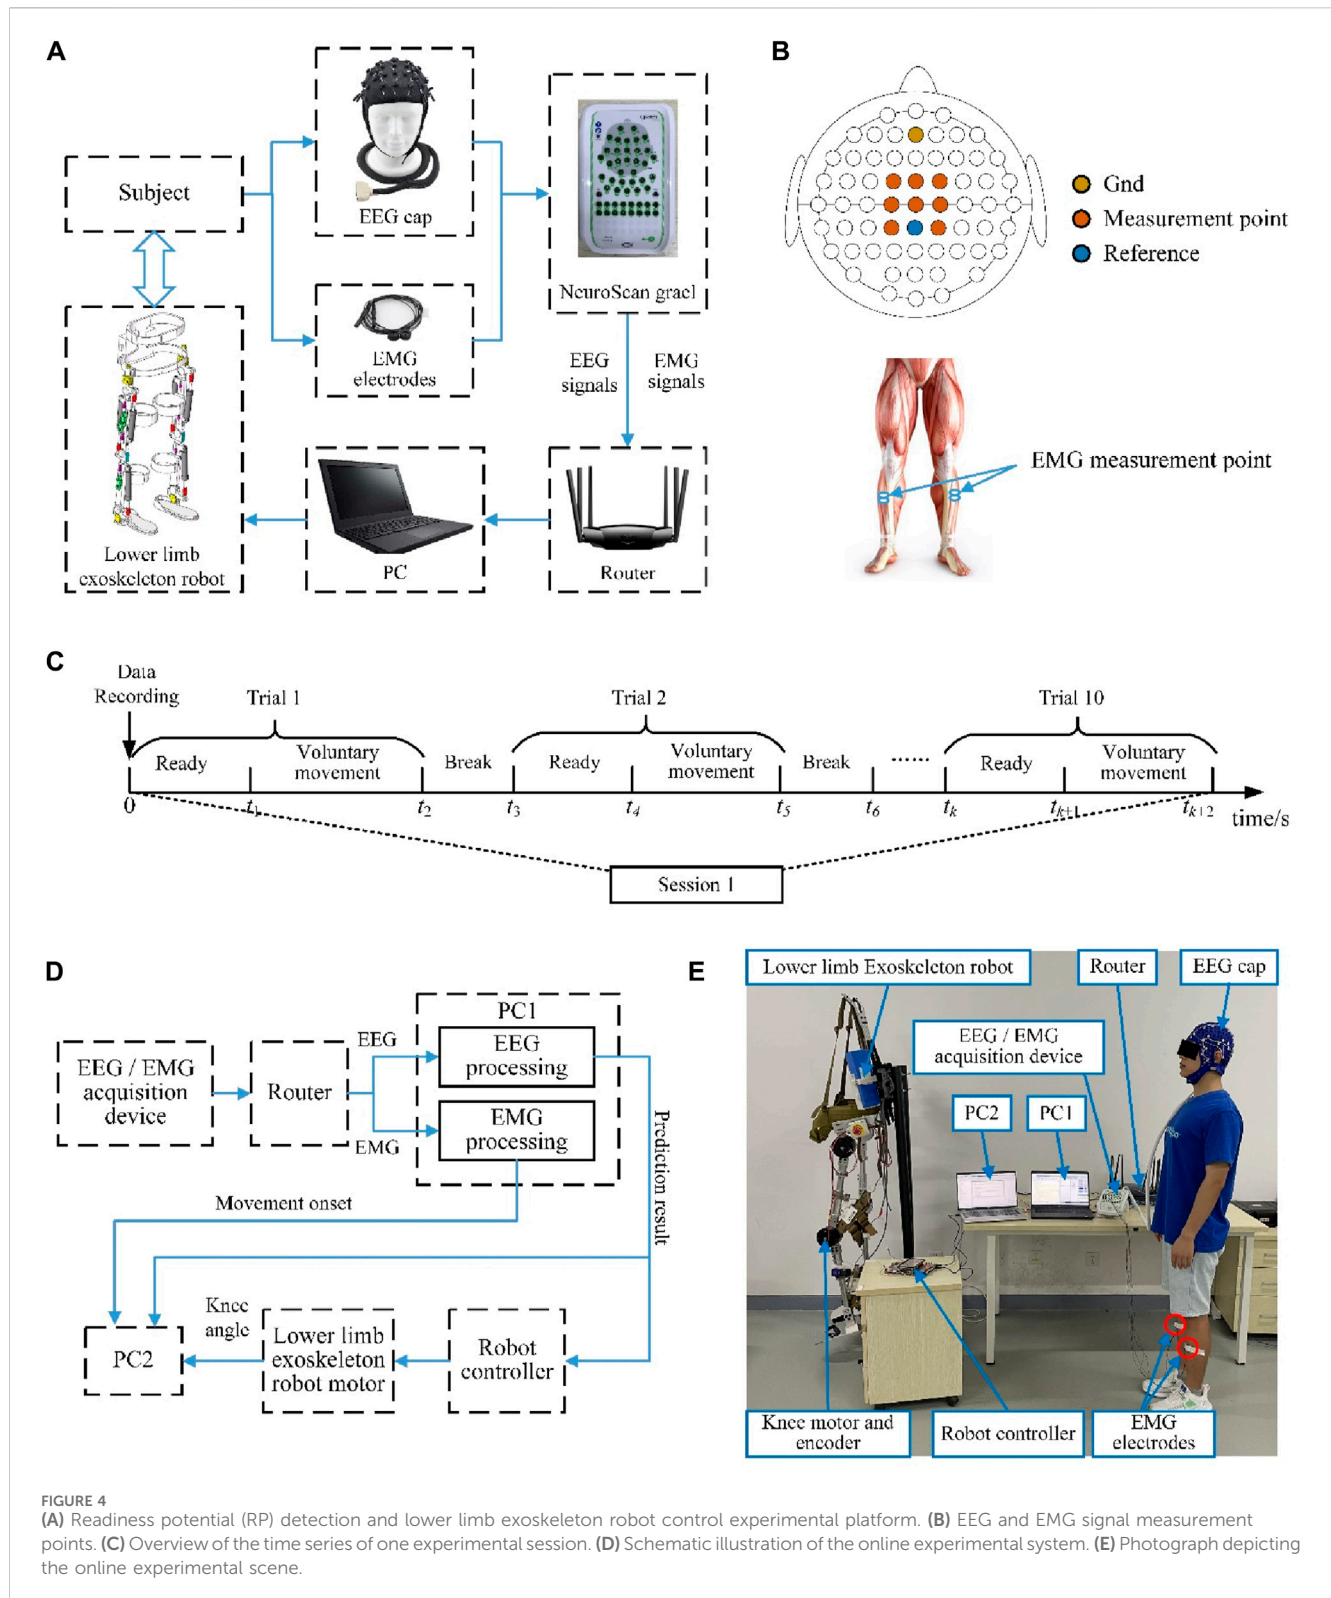 A
Subject
EEG cap
EMG
electrodes
NeuroScan grael
EEG
signals
EMG
signals
Lower limb
exoskeleton robot
PC
Router
B
Gnd
Measurement point
Reference
EMG measurement point
C
Data
Recording
Trial 1
Trial 2
Trial 10
Ready
Voluntary
movement
Break
Ready
Voluntary
movement
Break
......
Ready
Voluntary
movement
0
t1
t2
t3
t4
t5
t6
tk
tk+1
tk+2
time/s
Session 1
D
EEG / EMG
acquisition
device
Router
EEG
EMG
PC1
EEG
processing
EMG
processing
Prediction result
Movement onset
PC2
Knee
angle
Lower limb
exoskeleton
robot motor
Robot
controller
E
Lower limb Exoskeleton robot
Router
EEG cap
EEG / EMG
acquisition device
PC2
PC1
Knee motor and
encoder
Robot controller
EMG
electrodes
FIGURE 4
(A) Readiness potential (RP) detection and lower limb exoskeleton robot control experimental platform. (B) EEG and EMG signal measurement
points. (C) Overview of the time series of one experimental session. (D) Schematic illustration of the online experimental system. (E) Photograph depicting
the online experimental scene.